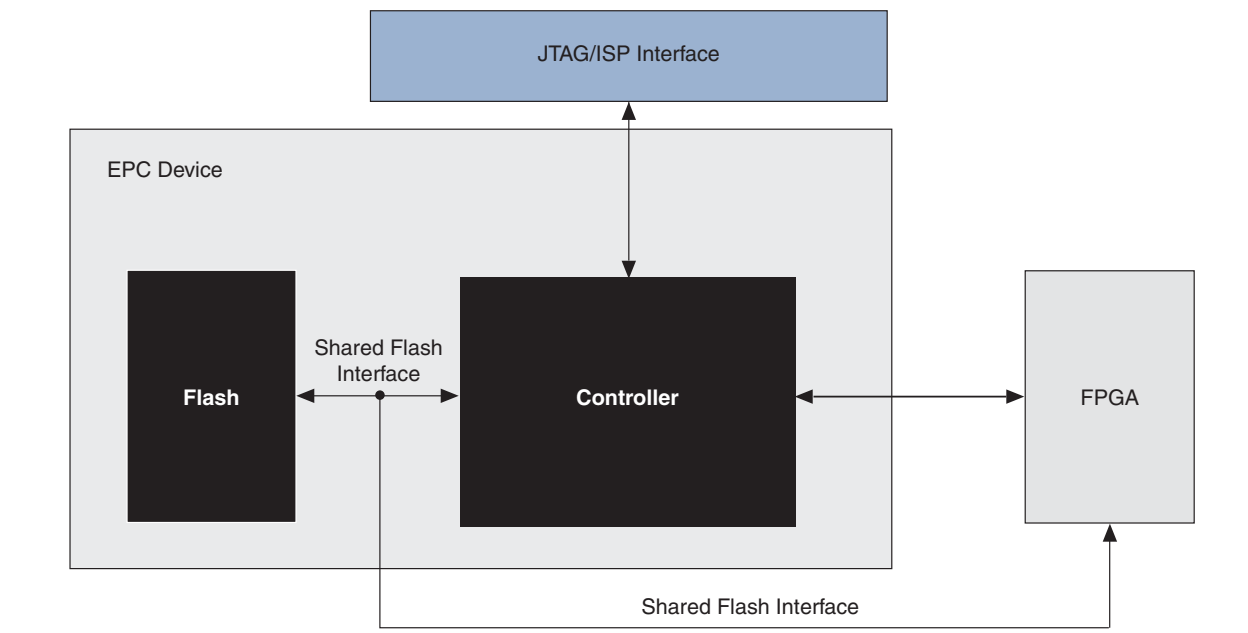 JTAG/ISP Interface
EPC Device
Shared Flash
Interface
Flash
Controller
FPGA
Shared Flash Interface